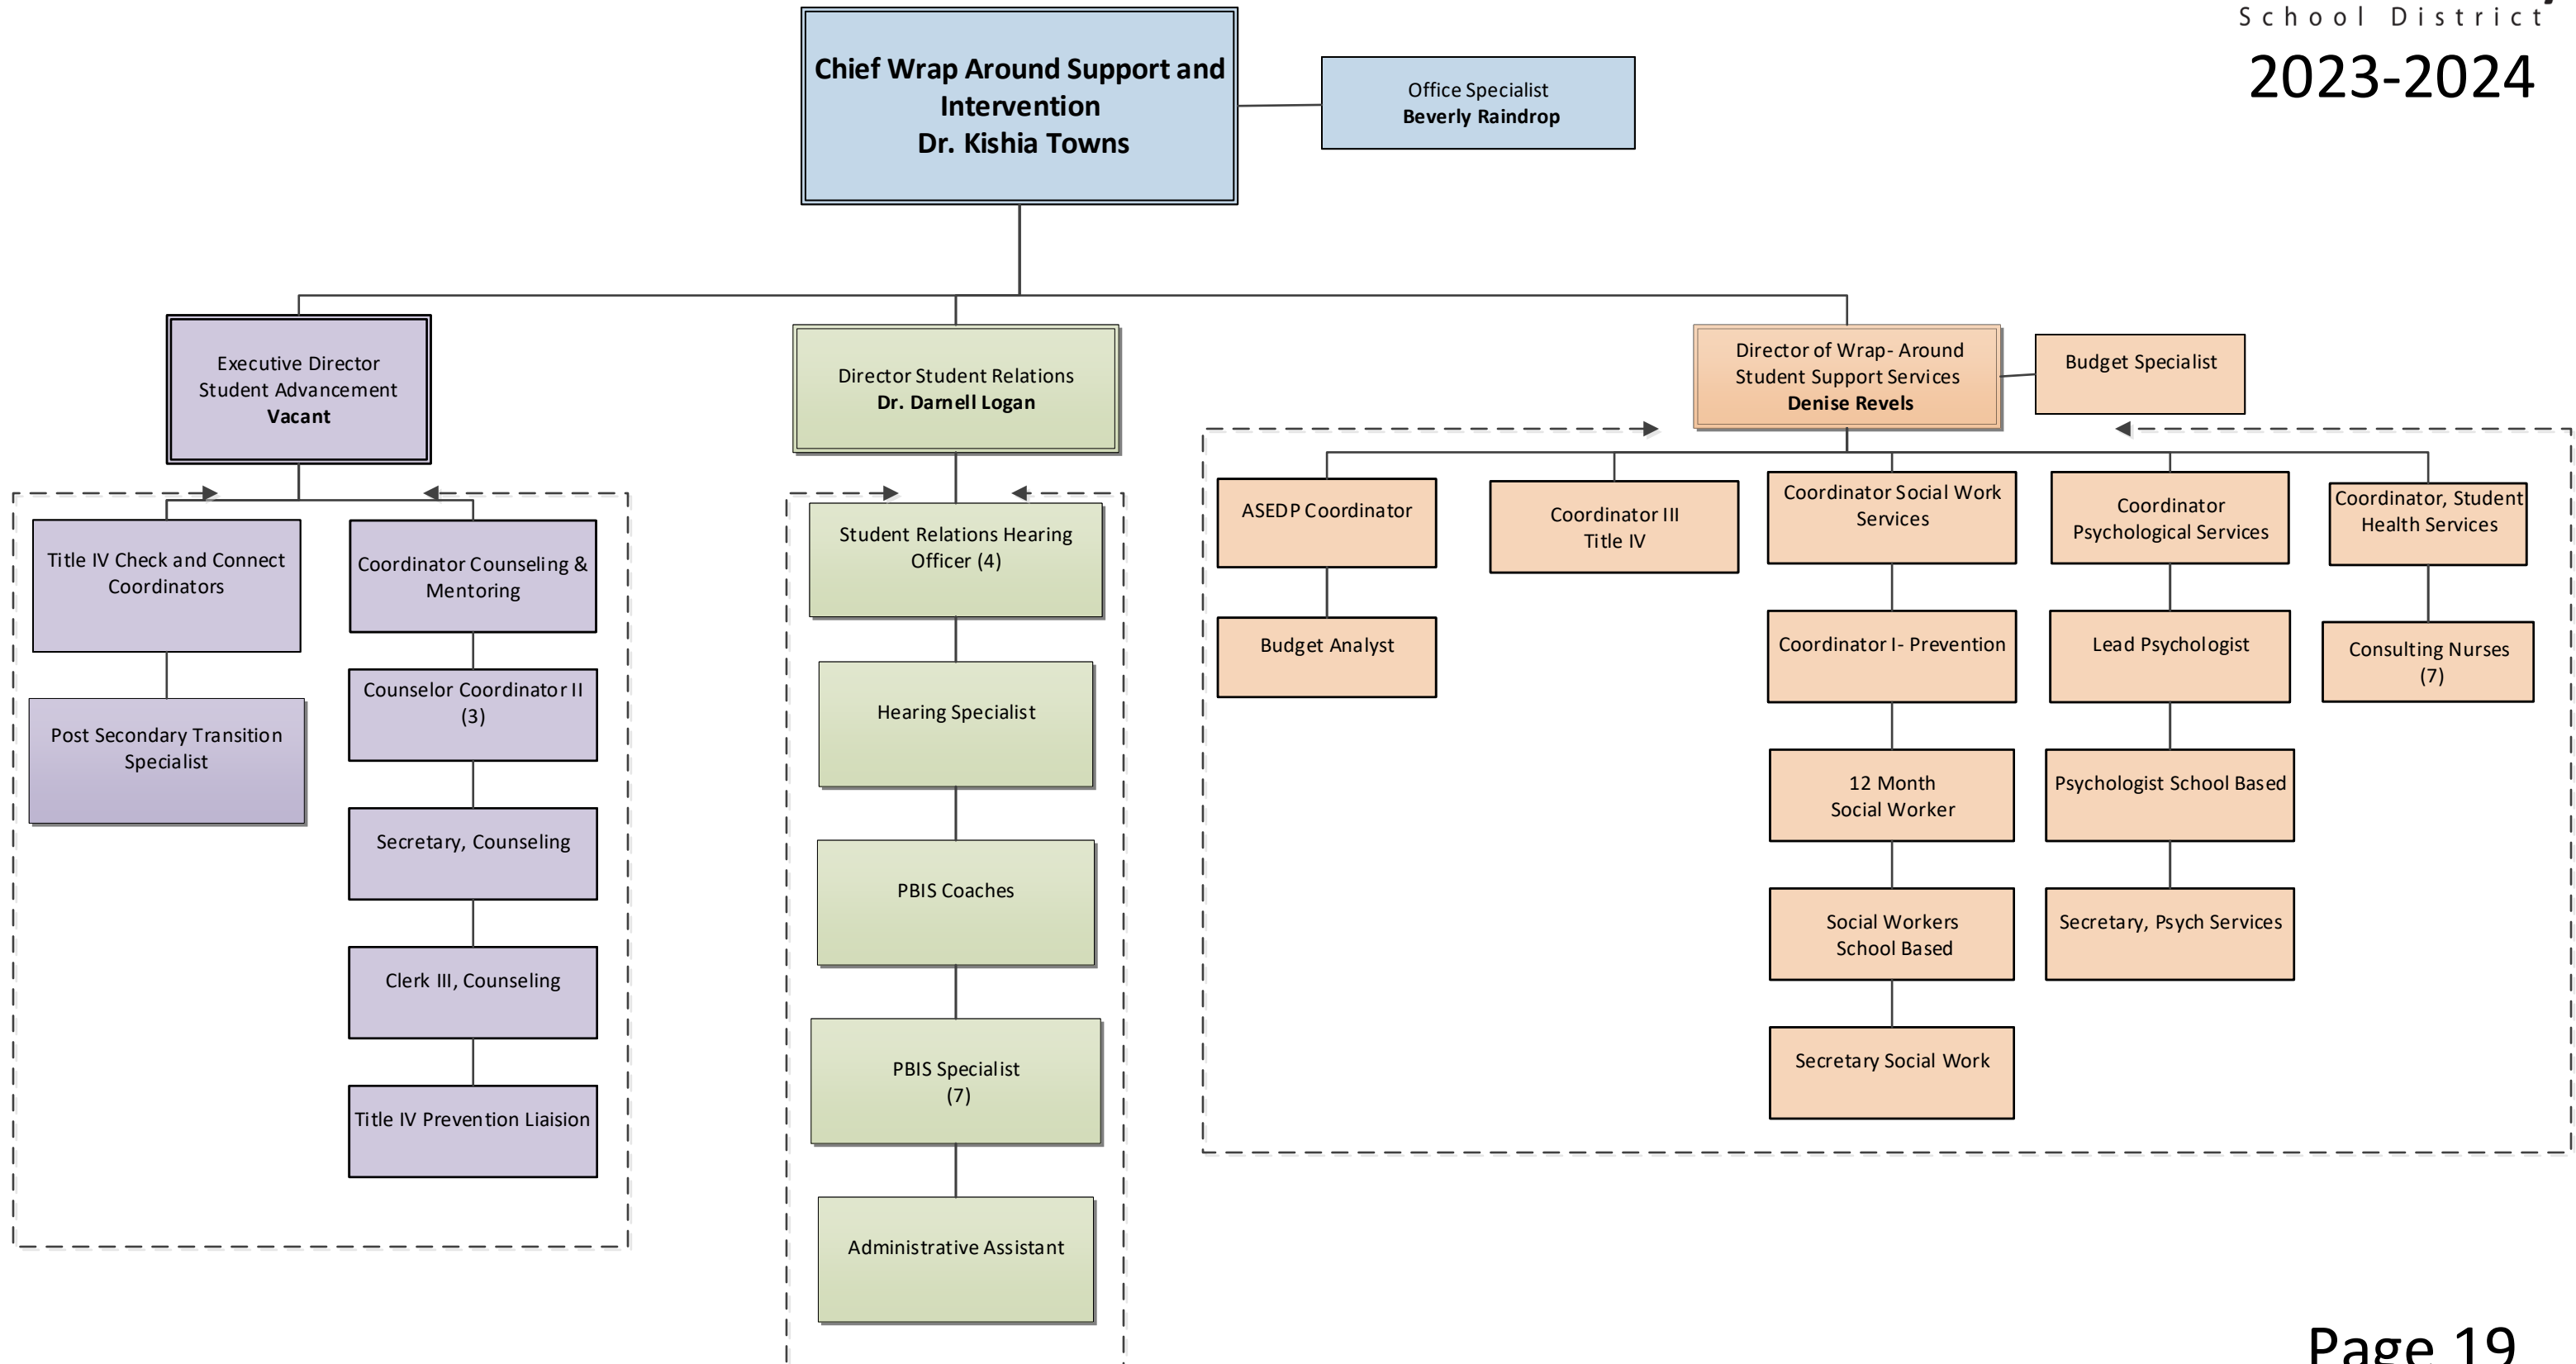 School District
2023-2024
Chief Wrap Around Support and
Intervention
Dr. Kishia Towns
Office Specialist
Beverly Raindrop
Executive Director
Student Advancement
Vacant
Director Student Relations
Dr. Darnell Logan
Director of Wrap- Around
Student Support Services
Denise Revels
Budget Specialist
Title IV Check and Connect
Coordinators
Post Secondary Transition
Specialist
Coordinator Counseling &
Mentoring
Counselor Coordinator II
(3)
Secretary, Counseling
Clerk III, Counseling
Title IV Prevention Liaision
Student Relations Hearing
Officer (4)
Hearing Specialist
PBIS Coaches
PBIS Specialist
(7)
Administrative Assistant
ASEDP Coordinator
Budget Analyst
Coordinator III
Title IV
Coordinator Social Work
Services
Coordinator I- Prevention
12 Month
Social Worker
Social Workers
School Based
Secretary Social Work
Coordinator
Psychological Services
Lead Psychologist
Psychologist School Based
Secretary, Psych Services
Coordinator, Student
Health Services
Consulting Nurses
(7)
Page 19